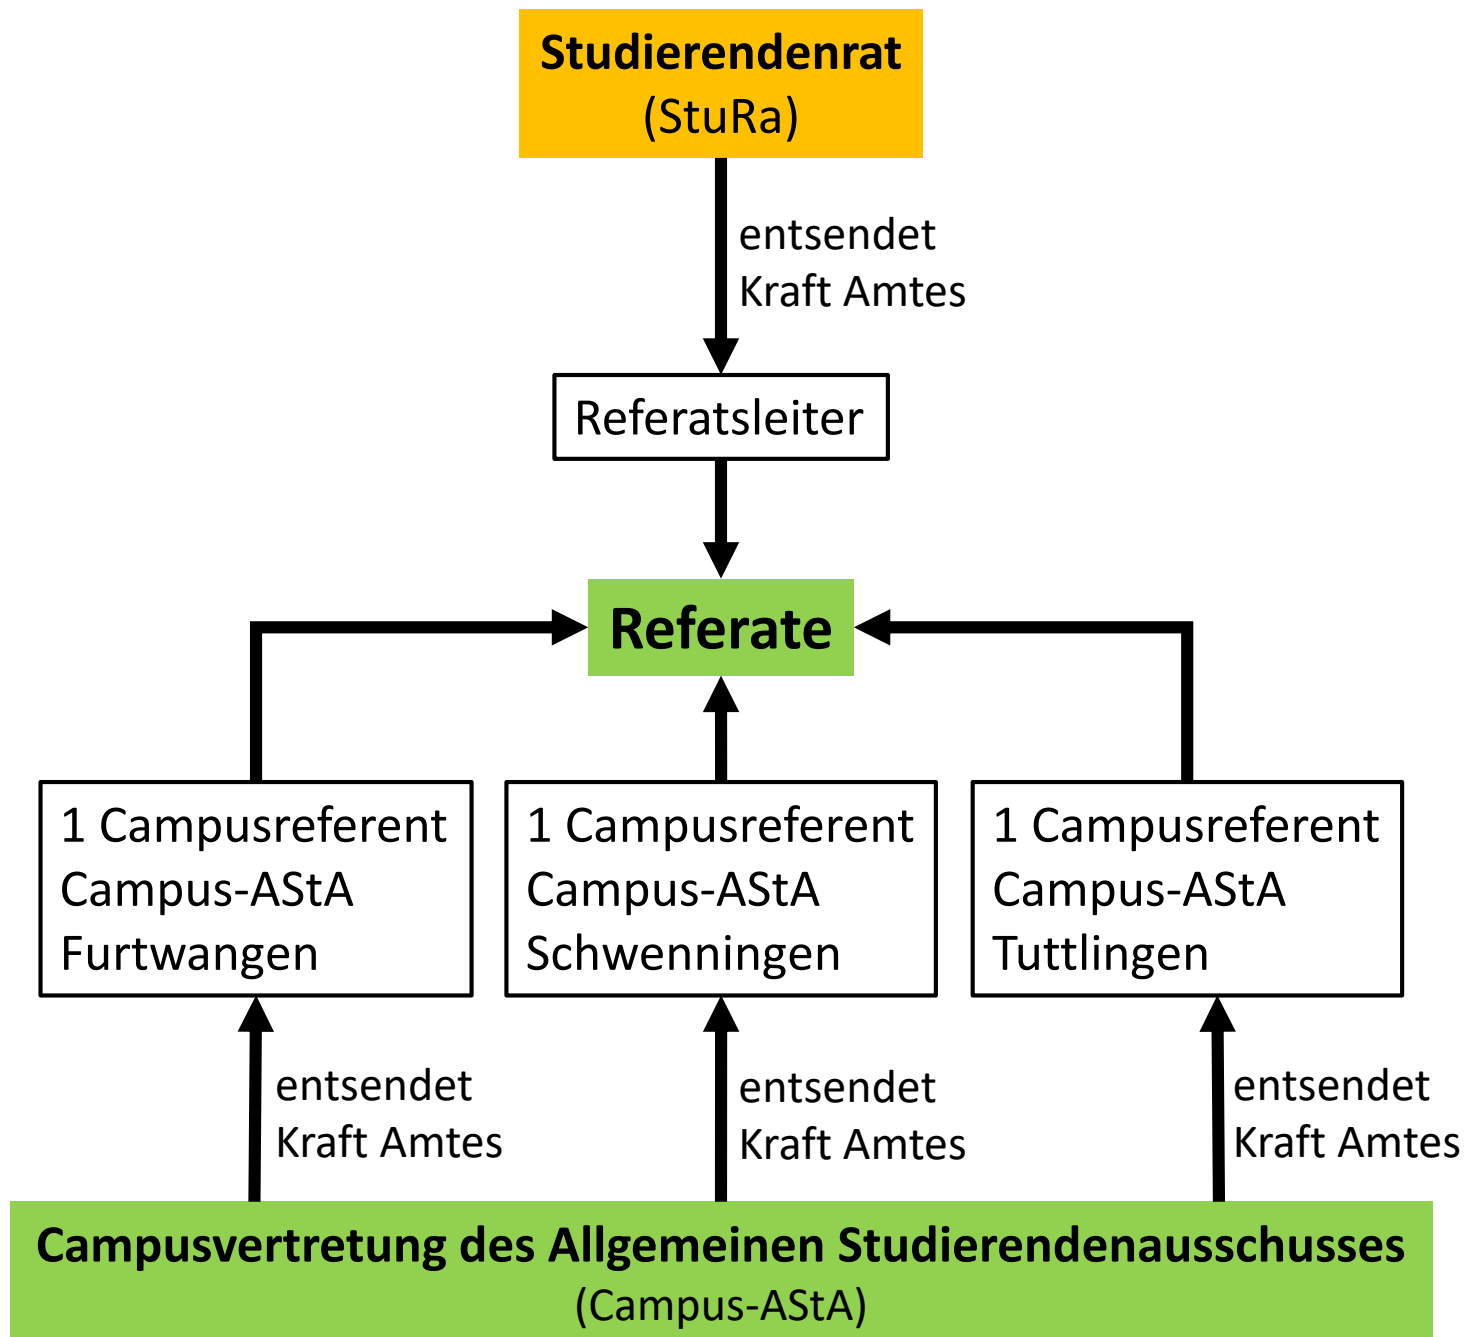 Studierendenrat
(StuRa)
entsendet
Kraft Amtes
Referatsleiter
Referate
1 Campusreferent
Campus-AStA
Furtwangen
1 Campusreferent
Campus-AStA
Schwenningen
1 Campusreferent
Campus-AStA
Tuttlingen
entsendet
Kraft Amtes
entsendet
Kraft Amtes
entsendet
Kraft Amtes
Campusvertretung des Allgemeinen Studierendenausschusses
(Campus-AStA)